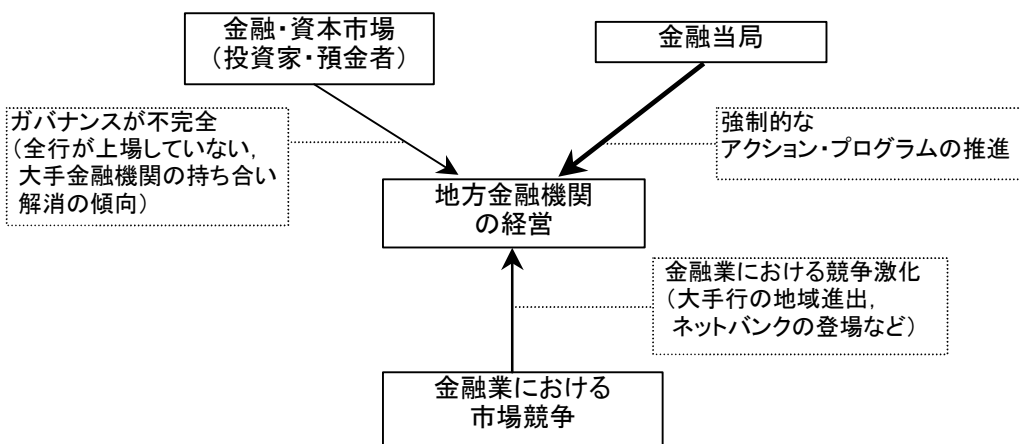 金融・資本市場
（投資家・預金者）
金融当局
ガバナンスが不完全
（全行が上場していない，
大手金融機関の持ち合い
解消の傾向）
強制的な
アクション・プログラムの推進
地方金融機関
の経営
金融業における競争激化
（大手行の地域進出，
ネットバンクの登場など）
金融業における
市場競争